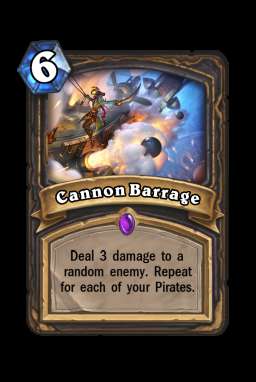 6
Cannon Barrage
Deal 3 damage to a
random enemy. Repeat
for each of your Pirates.